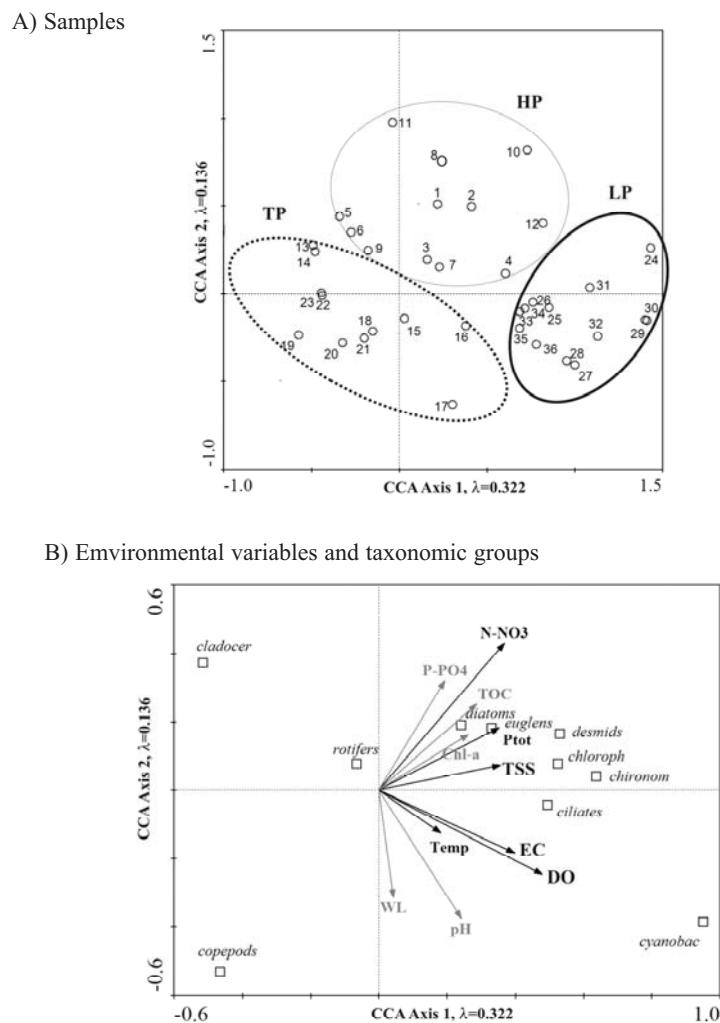 A) Samples
1.5
HP
11
8
10
LP
1
2
TP
5
12
6
13
9
3
24
14
7
4
31
26
23
22
34
25
30
15
33
32
19
18
16
29
20
21
35
36
28
27
17
CCA Axis 2, λ=0.136
-1.0
-1.0
CCA Axis 1, λ=0.322
1.5
B) Emvironmental variables and taxonomic groups
0.6
N-NO3
cladocer
P-PO4
TOC
diatoms
euglens
desmids
Ptot
rotifers
Chl-a
chloroph
TSS
chironom
ciliates
Temp
EC
DO
WL
pH
cyanobac
copepods
CCA Axis 2, λ=0.136
-0.6
-0.6
CCA Axis 1, λ=0.322
1.0